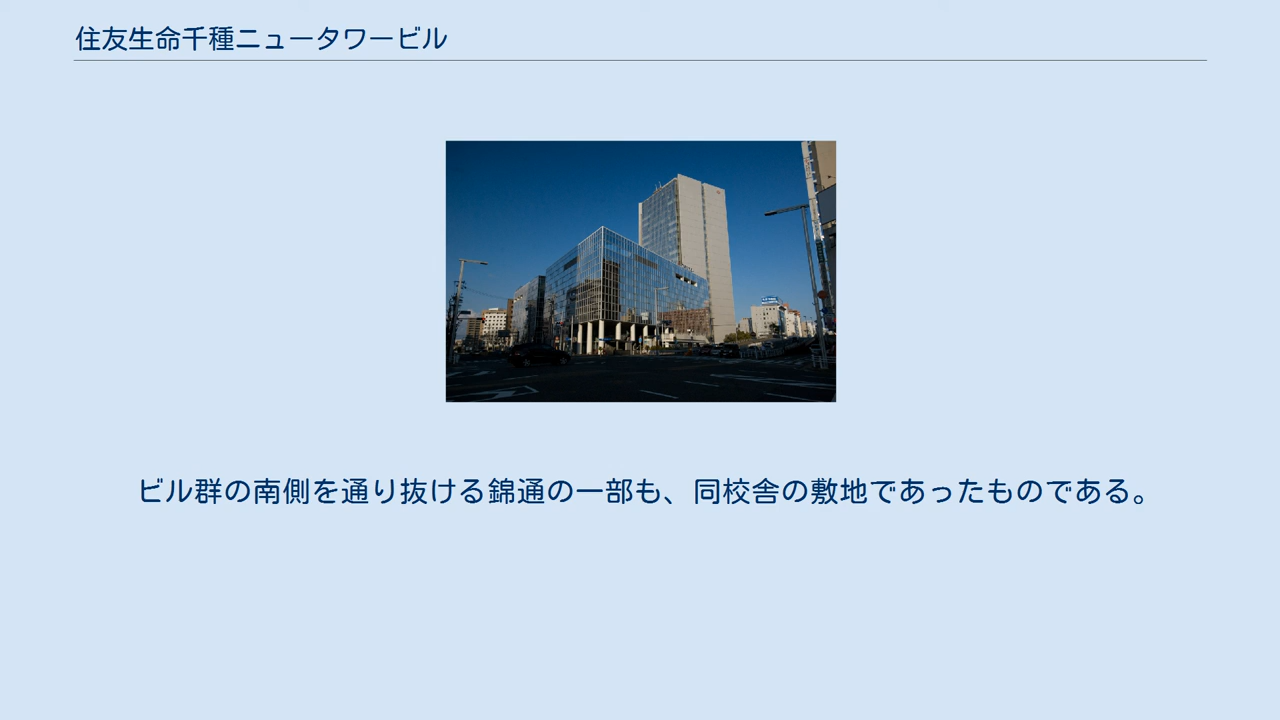 住友生命千種ニュータワービル
ビル群の南側を通り抜ける錦通の一部も、同校舎の敷地であったものである。